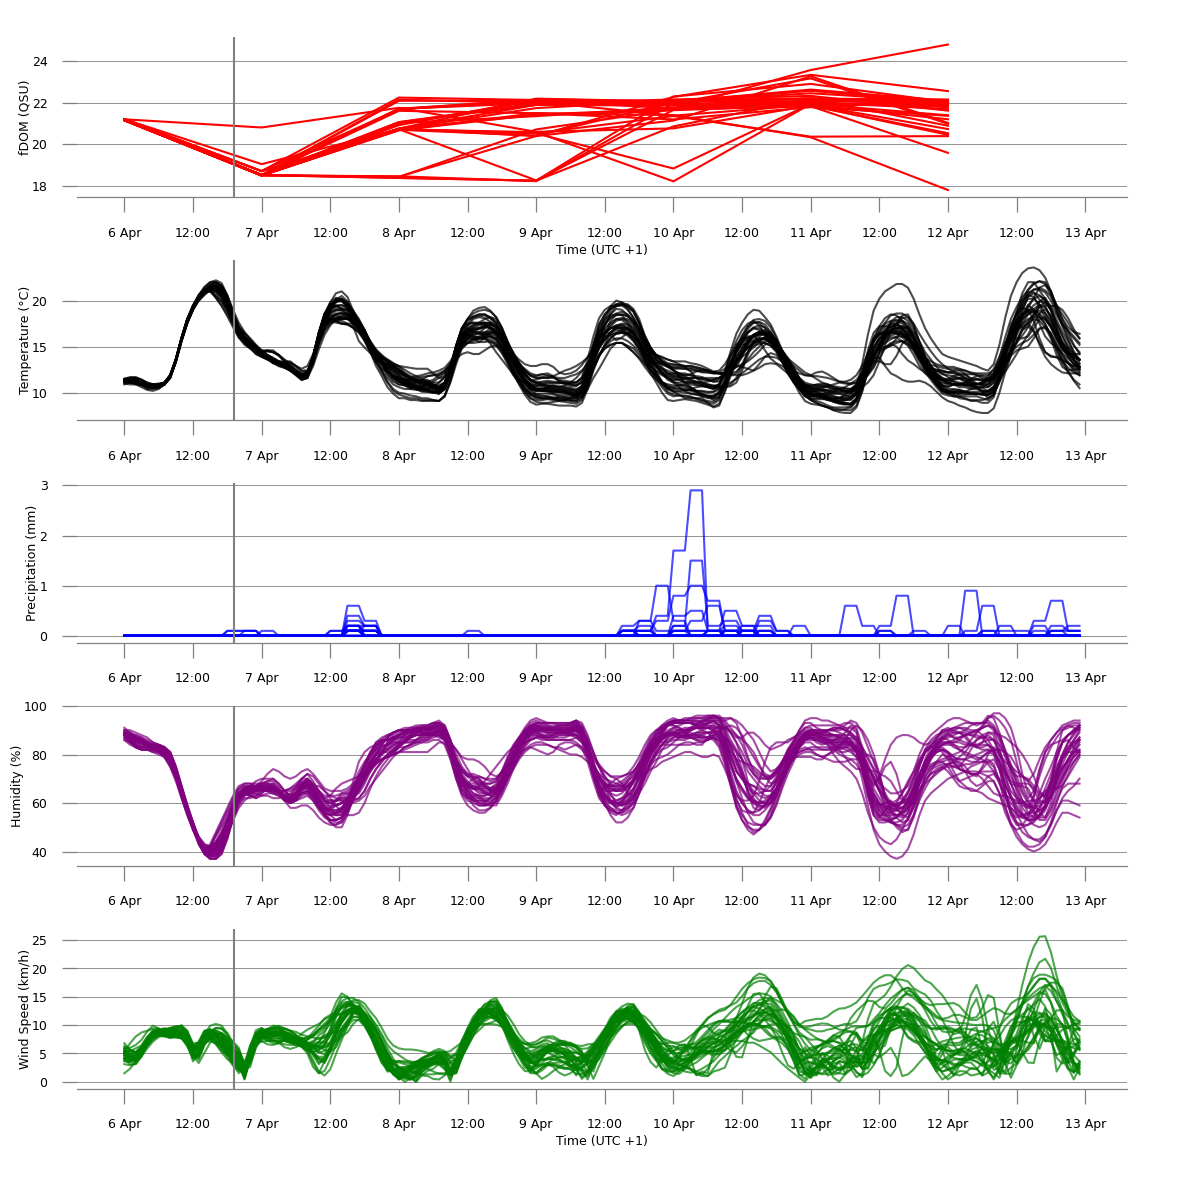 fDOM (QSU)
24
22
20
18
6 Apr 12:00 7 Apr 12:00 8 Apr 12:00 9 Apr 12:00 10 Apr 12:00 11 Apr 12:00 12 Apr 12:00 13 Apr
Time (UTC +1)
Temperature (°C)
20
15
10
6 Apr 12:00 7 Apr 12:00 8 Apr 12:00 9 Apr 12:00 10 Apr 12:00 11 Apr 12:00 12 Apr 12:00 13 Apr
Precipitation (mm)
3
2
1
0
6 Apr 12:00 7 Apr 12:00 8 Apr 12:00 9 Apr 12:00 10 Apr 12:00 11 Apr 12:00 12 Apr 12:00 13 Apr
Humidity (%)
100
80
60
40
6 Apr 12:00 7 Apr 12:00 8 Apr 12:00 9 Apr 12:00 10 Apr 12:00 11 Apr 12:00 12 Apr 12:00 13 Apr
Wind Speed (km/h)
25
20
15
10
5
0
6 Apr 12:00 7 Apr 12:00 8 Apr 12:00 9 Apr 12:00 10 Apr 12:00 11 Apr 12:00 12 Apr 12:00 13 Apr
Time (UTC +1)